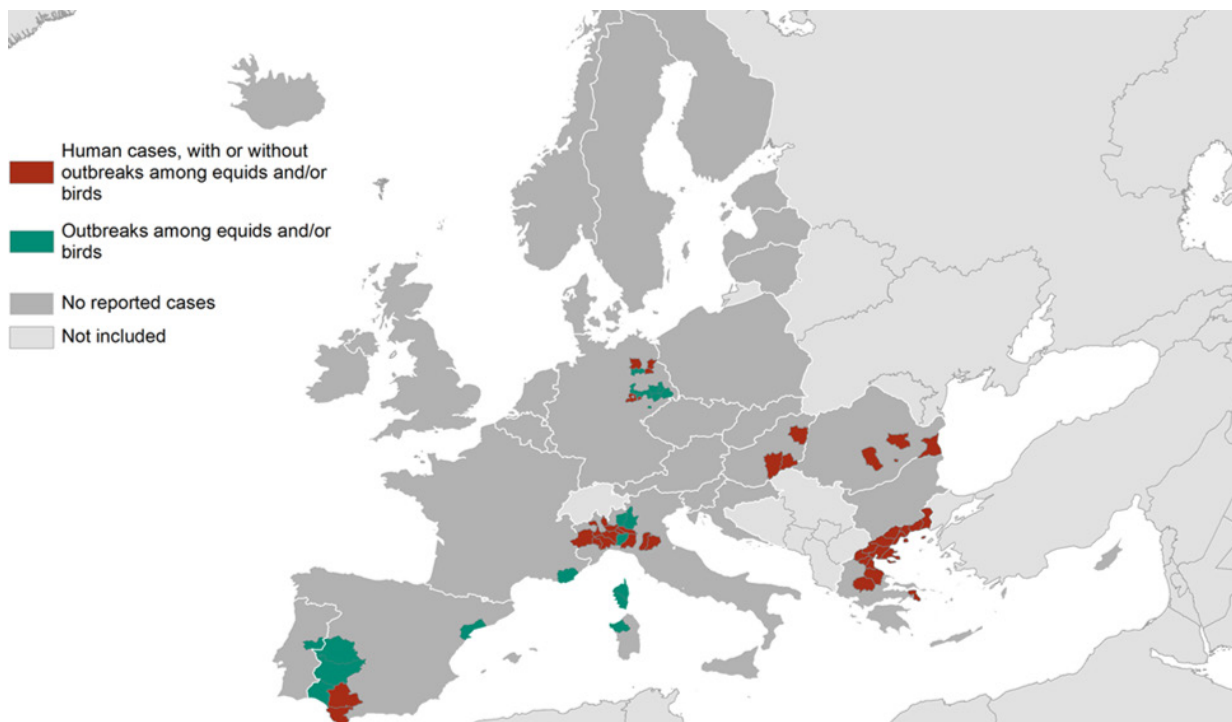 Human cases, with or without
outbreaks among equids and/or
birds
Outbreaks among equids and/or
birds
No reported cases
Not included